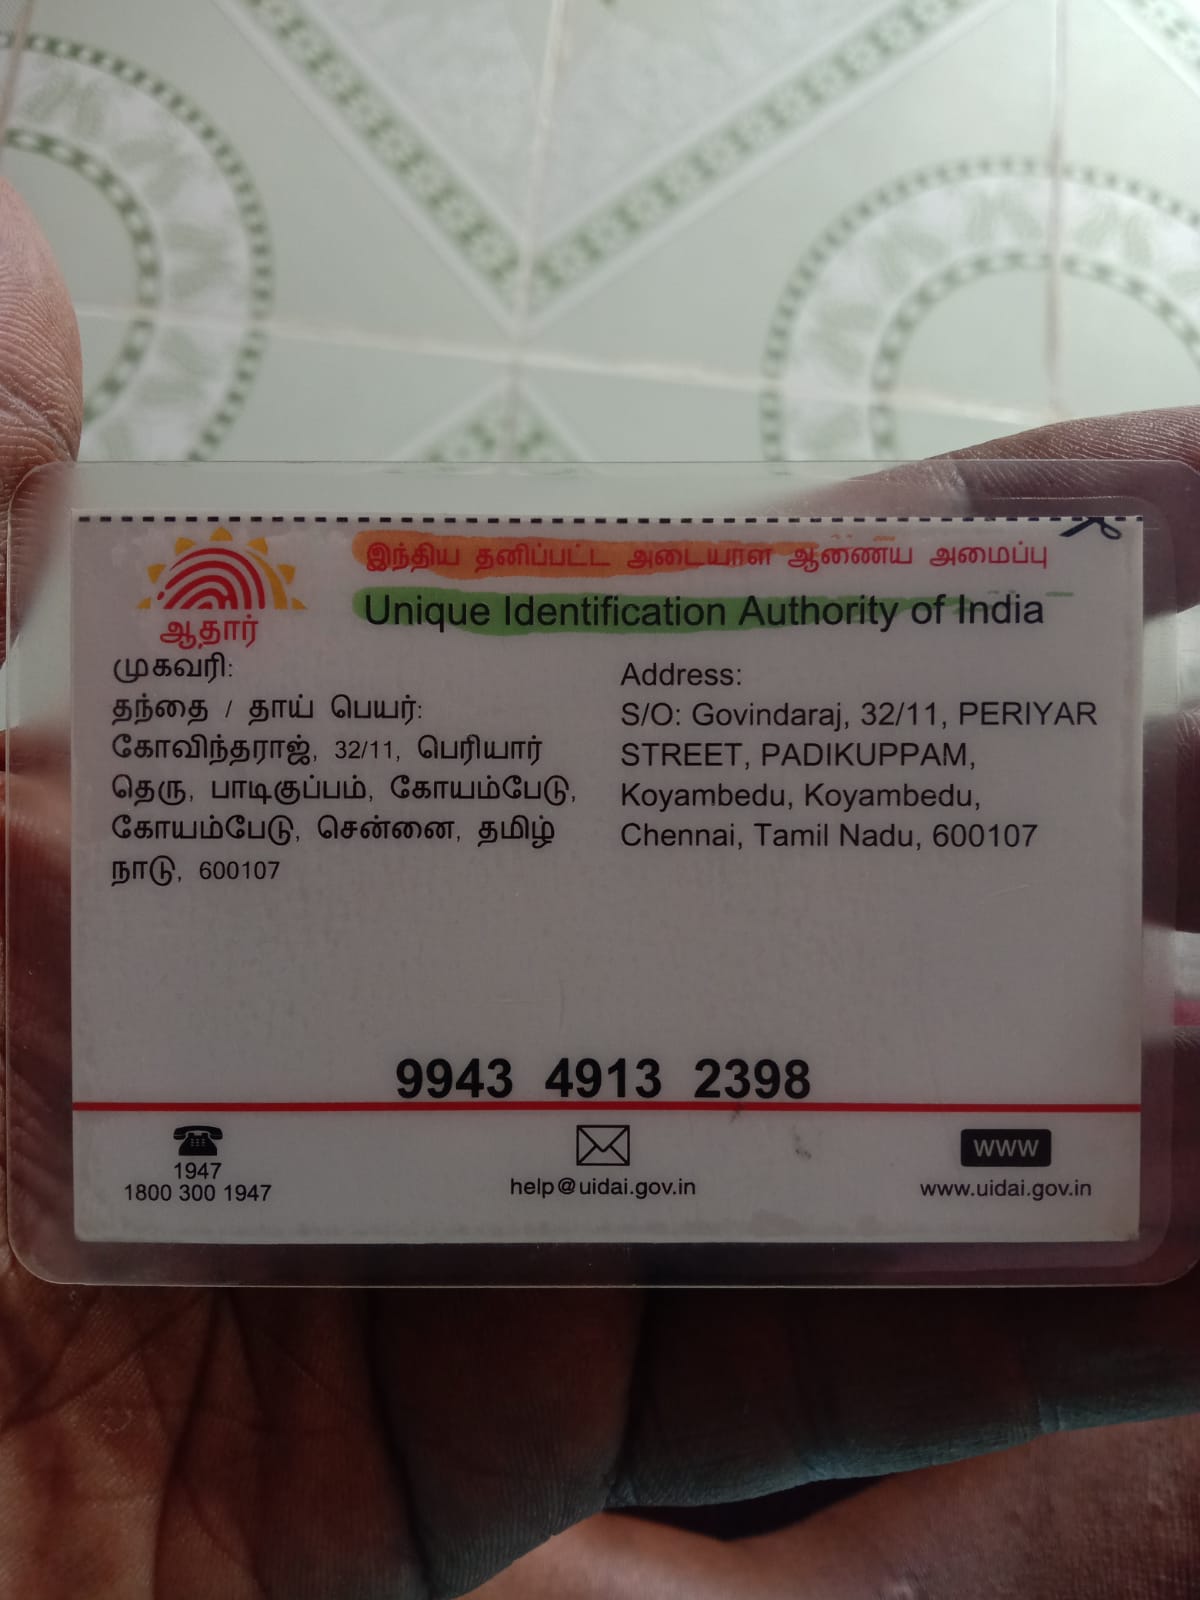 இந்திய தனிப்பட்ட அடையாள ஆணைய அமைப்பு
Unique Identification Authority of India
ஆதார்
முகவரி:
தந்தை / தாய் பெயர்:
கோவிந்தராஜ், 32/11, பெரியார்
தெரு, பாடிகுப்பம், கோயம்பேடு,
கோயம்பேடு, சென்னை, தமிழ்
நாடு, 600107
Address:
S/O: Govindaraj, 32/11, PERIYAR
STREET, PADIKUPPAM,
Koyambedu, Koyambedu,
Chennai, Tamil Nadu, 600107
9943 4913 2398
1947
1800 300 1947
help@uidai.gov.in
www
www.uidai.gov.in